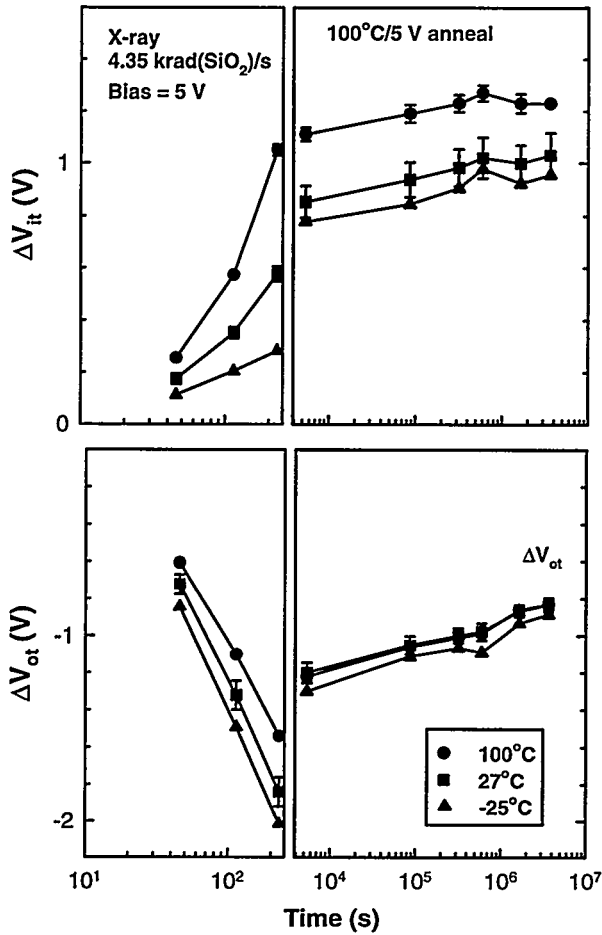 X-ray
4.35 krad(SiO₂)/s
Bias = 5 V
100°C/5 V anneal
1
0
ΔVᵢₜ (V)
ΔVₒₜ
-1
-2
ΔVₒₜ (V)
100°C
27°C
-25°C
10¹
10²
10⁴
10⁵
10⁶
10⁷
Time (s)